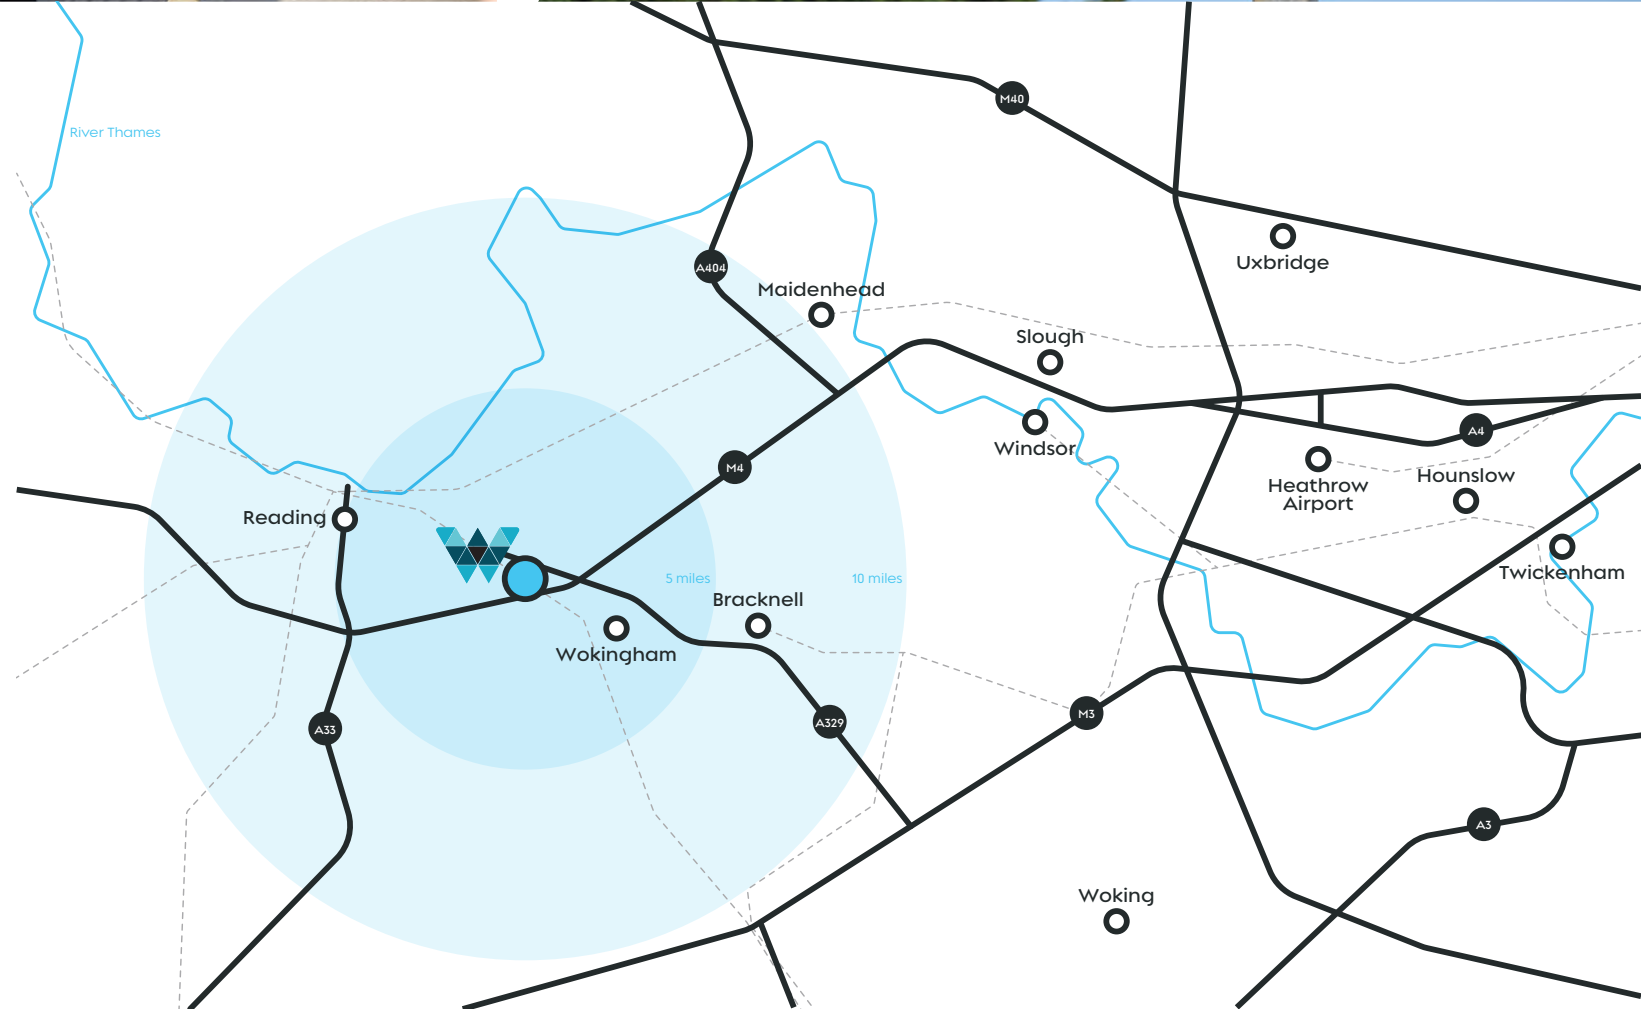 M40
River Thames
Uxbridge
A404
Maidenhead
Slough
A4
Windsor
M4
Heathrow
Airport
Hounslow
Reading
Twickenham
5 miles
10 miles
Bracknell
Wokingham
M3
A329
A33
A3
Woking